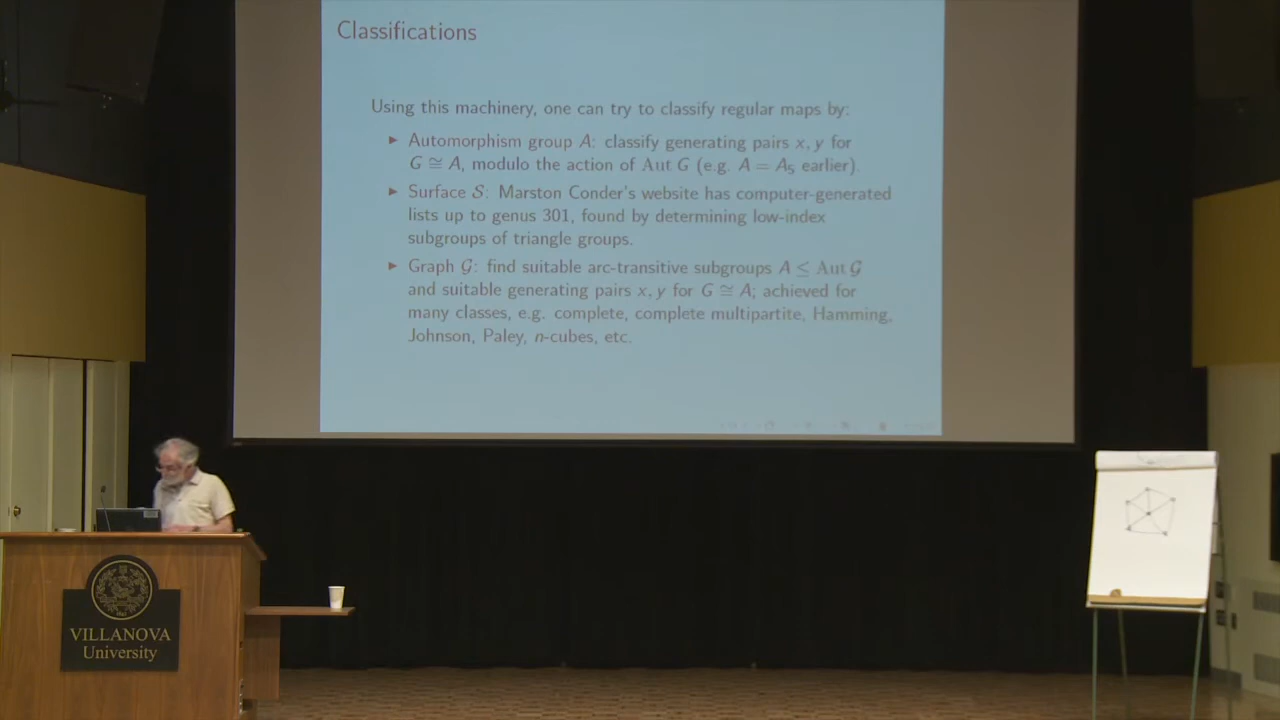 Classifications
Using this machinery, one can try to classify regular maps by:
▶ Automorphism group A: classify generating pairs x, y for
G ≅ A, modulo the action of Aut G (e.g. A = A₅ earlier).
▶ Surface 𝒮: Marston Conder's website has computer-generated
lists up to genus 301, found by determining low-index
subgroups of triangle groups.
▶ Graph 𝒢: find suitable arc-transitive subgroups A ≤ Aut 𝒢
and suitable generating pairs x, y for G ≅ A; achieved for
many classes, e.g. complete, complete multipartite, Hamming,
Johnson, Paley, n-cubes, etc.
VILLANOVA
University